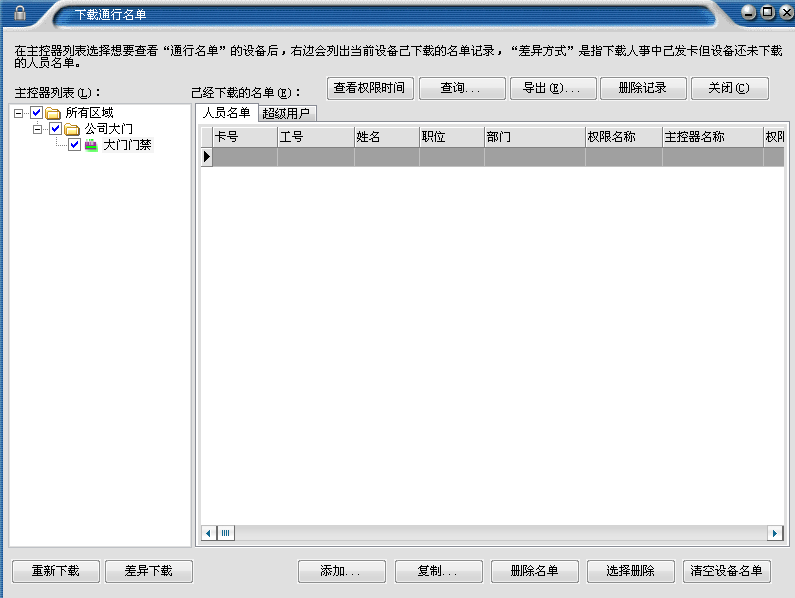 下载通行名单
在主控器列表选择想要查看“通行名单”的设备后，右边会列出当前设备己下载的名单记录，“差异方式”是指下载人事中己发卡但设备还未下载
的人员名单。
主控器列表(L)：
己经下载的名单(R)：
查看权限时间 查询... 导出(E)... 删除记录 关闭(C)
所有区域
公司大门
大门门禁
人员名单 超级用户
卡号 工号 姓名 职位 部门 权限名称 主控器名称 权限
重新下载 差异下载 添加... 复制... 删除名单 选择删除 清空设备名单